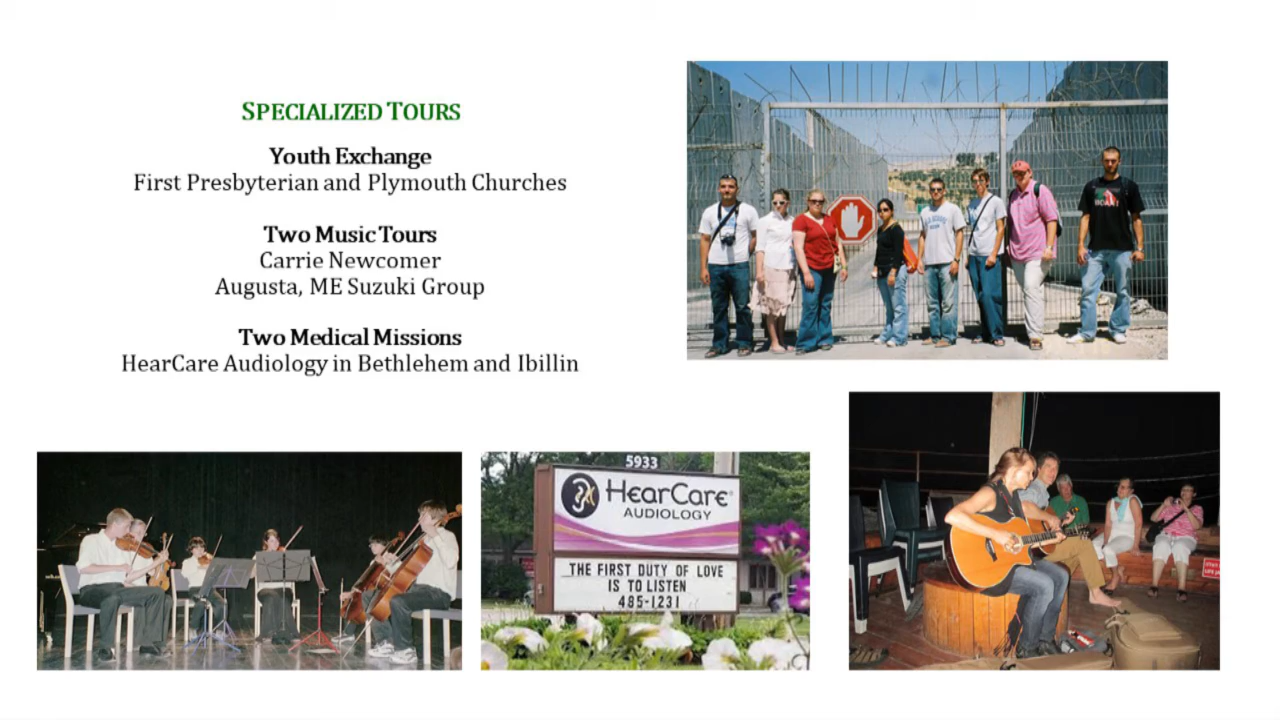 SPECIALIZED TOURS
Youth Exchange
First Presbyterian and Plymouth Churches
Two Music Tours
Carrie Newcomer
Augusta, ME Suzuki Group
Two Medical Missions
HearCare Audiology in Bethlehem and Ibillin
5933
HearCare®
AUDIOLOGY
THE FIRST DUTY OF LOVE
IS TO LISTEN
485-1231